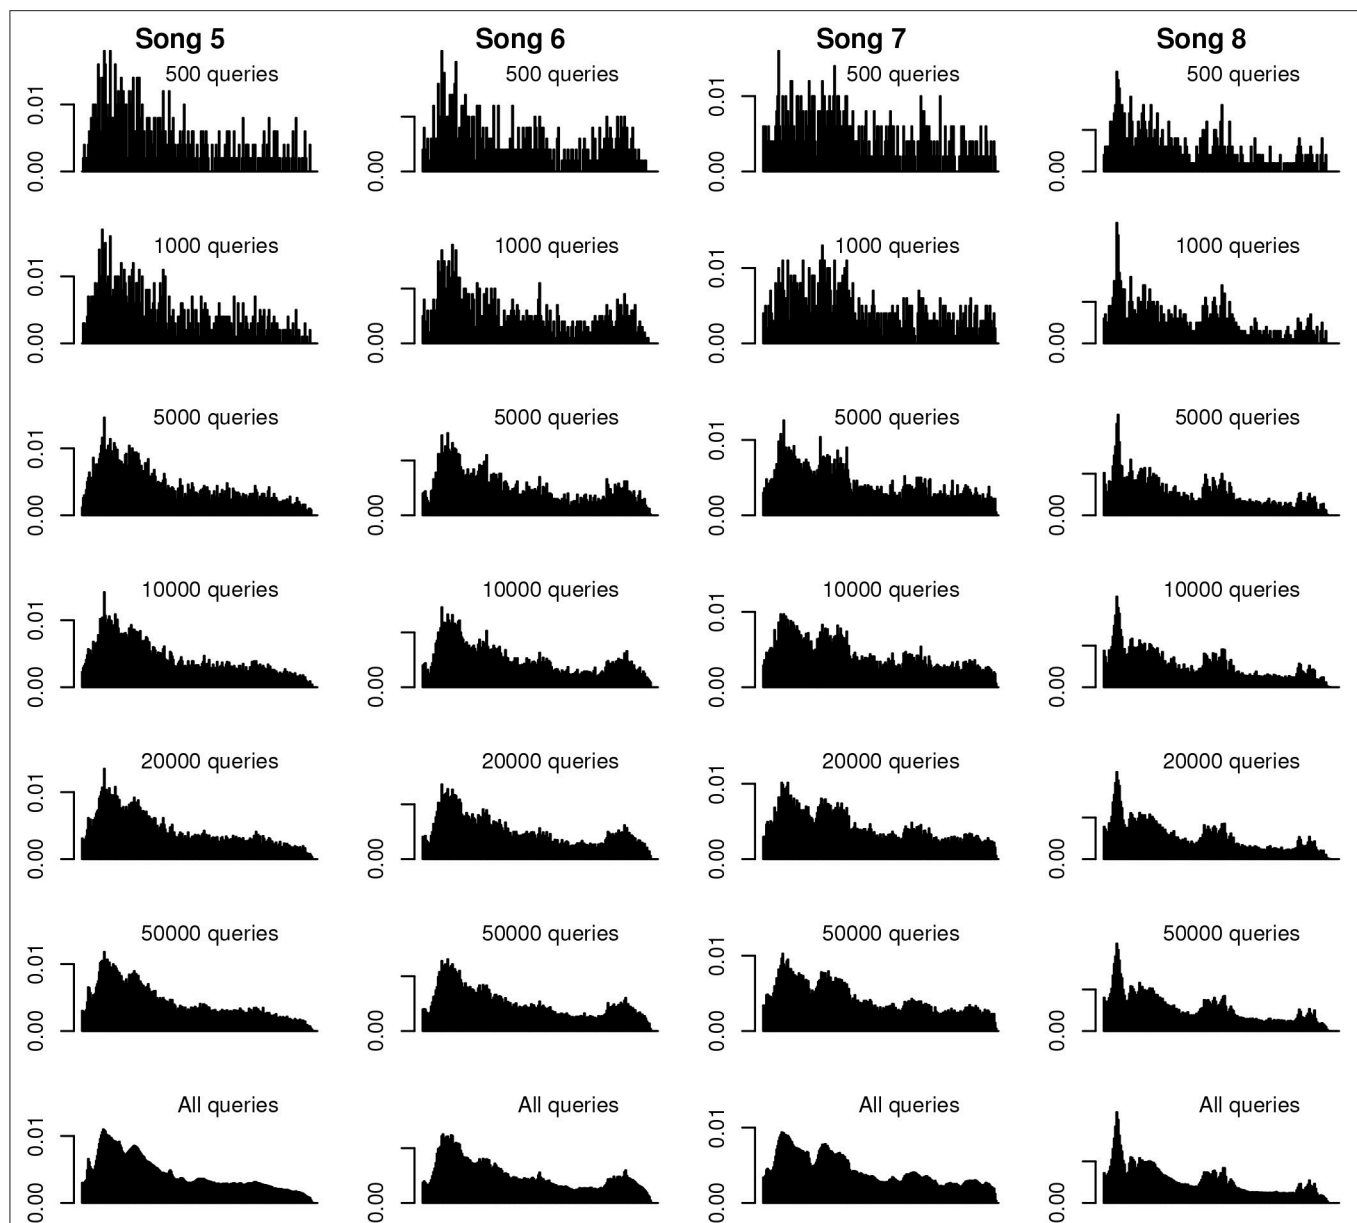 Song 5 Song 6 Song 7 Song 8
500 queries 500 queries 500 queries 500 queries
0.01 0.01
0.00 0.00 0.00 0.00
1000 queries 1000 queries 1000 queries 1000 queries
0.01 0.01
0.00 0.00 0.00 0.00
5000 queries 5000 queries 5000 queries 5000 queries
0.01 0.01
0.00 0.00 0.00 0.00
10000 queries 10000 queries 10000 queries 10000 queries
0.01 0.01
0.00 0.00 0.00 0.00
20000 queries 20000 queries 20000 queries 20000 queries
0.01 0.01
0.00 0.00 0.00 0.00
50000 queries 50000 queries 50000 queries 50000 queries
0.01 0.01
0.00 0.00 0.00 0.00
All queries All queries All queries All queries
0.01 0.01
0.00 0.00 0.00 0.00